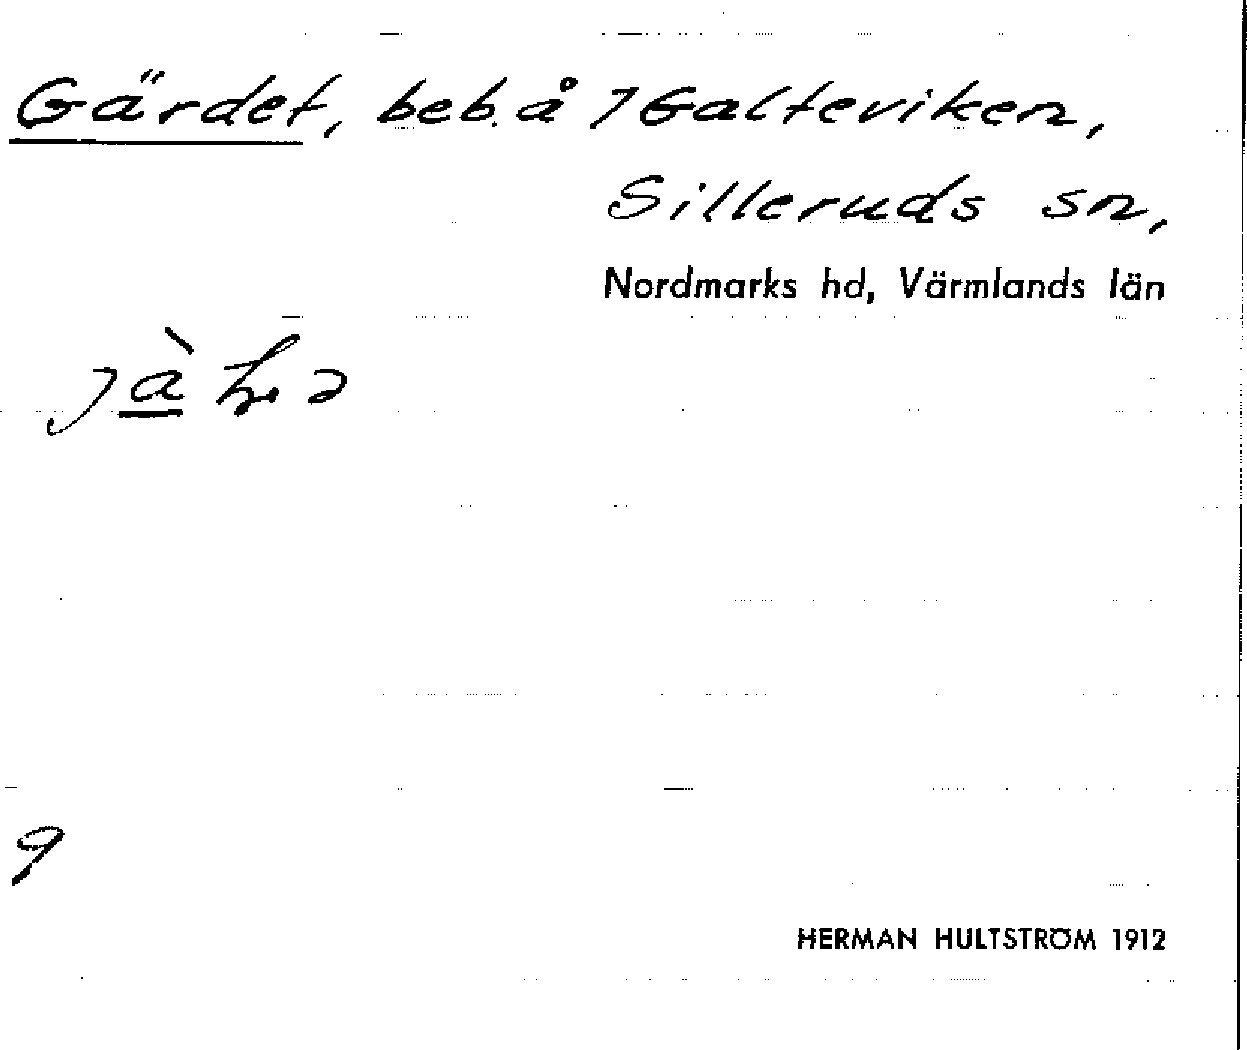 Gärdet, beb. å 7 Galteviken,
Silleruds sn,
Nordmarks hd, Värmlands län
9
HERMAN HULTSTRÖM 1912